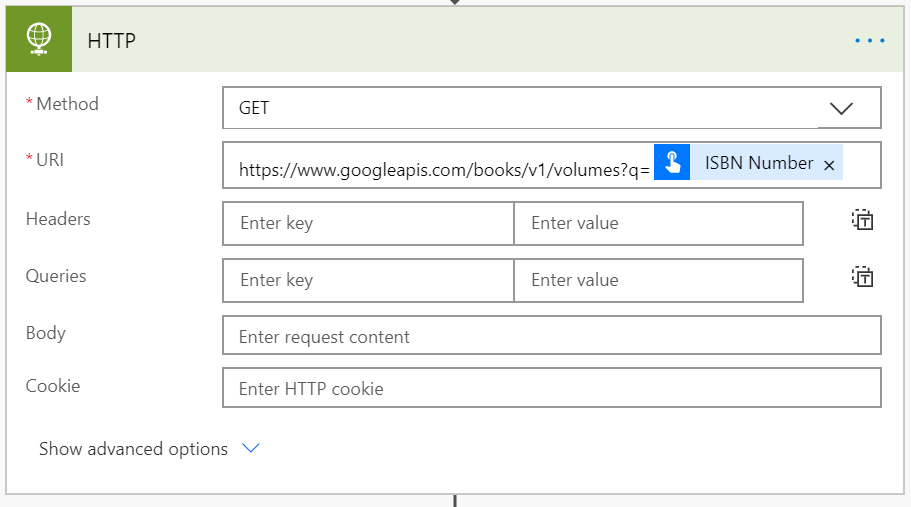 HTTP
* Method GET
* URI https://www.googleapis.com/books/v1/volumes?q= ISBN Number ×
Headers Enter key Enter value
Queries Enter key Enter value
Body Enter request content
Cookie Enter HTTP cookie
Show advanced options